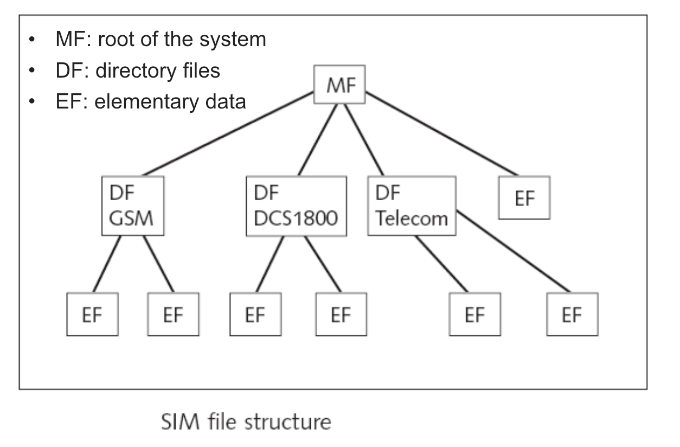 • MF: root of the system
• DF: directory files
• EF: elementary data
MF
DF
GSM
DF
DCS1800
DF
Telecom
EF
EF
EF
EF
EF
EF
EF
SIM file structure